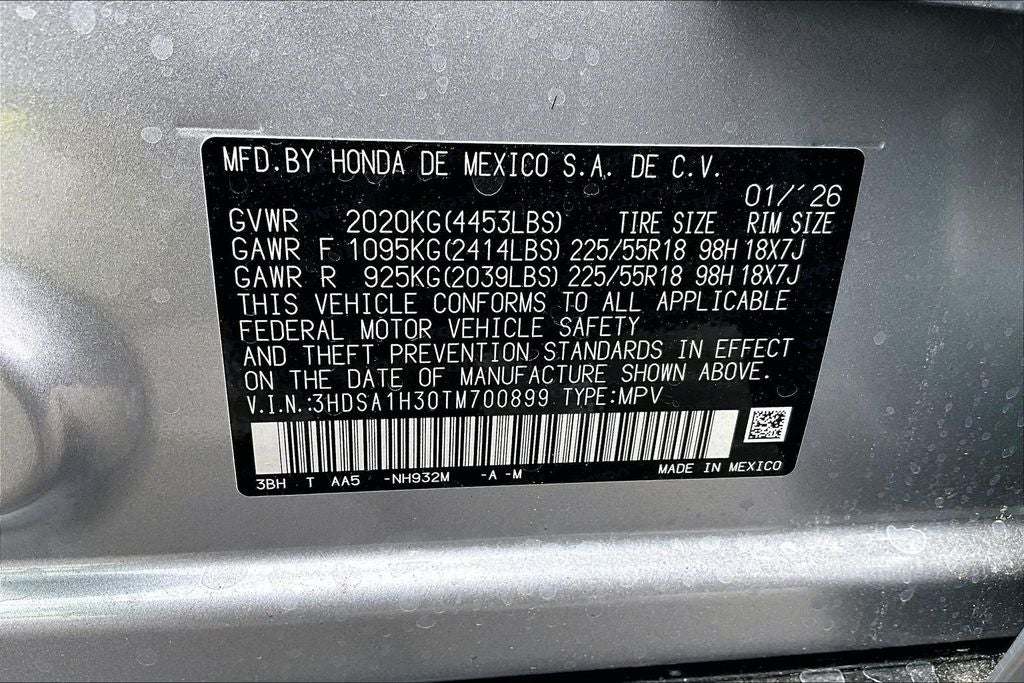 MFD.BY HONDA DE MEXICO S.A. DE C.V.
01/'26
GVWR 2020KG(4453LBS) TIRE SIZE RIM SIZE
GAWR F 1095KG(2414LBS) 225/55R18 98H 18X7J
GAWR R 925KG(2039LBS) 225/55R18 98H 18X7J
THIS VEHICLE CONFORMS TO ALL APPLICABLE
FEDERAL MOTOR VEHICLE SAFETY
AND THEFT PREVENTION STANDARDS IN EFFECT
ON THE DATE OF MANUFACTURE SHOWN ABOVE.
V.I.N.:3HDSA1H30TM700899 TYPE:MPV
3BH T AA5 -NH932M -A -M MADE IN MEXICO